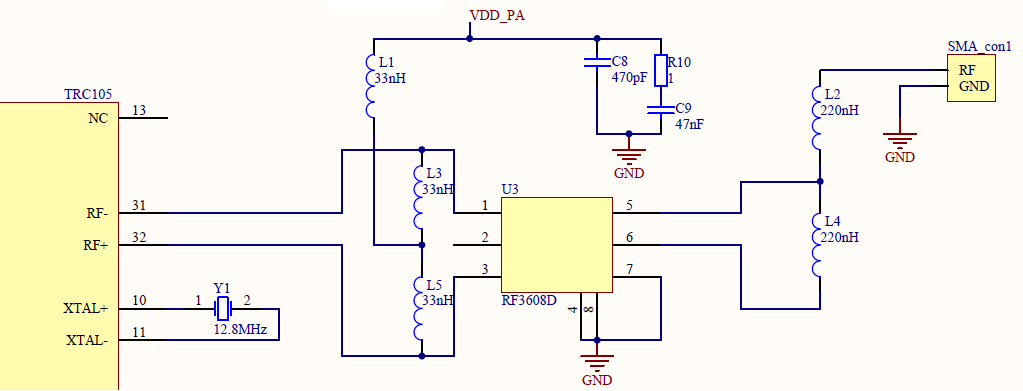 VDD_PA
SMA_con1
L1
33nH
C8
470pF
R10
1
RF
GND
L2
220nH
TRC105
NC
13
C9
47nF
GND
GND
L3
33nH
U3
RF-
31
1
5
L4
220nH
RF+
32
2
6
3
7
L5
33nH
RF3608D
Y1
XTAL+
10
1
2
4
8
12.8MHz
XTAL-
11
GND